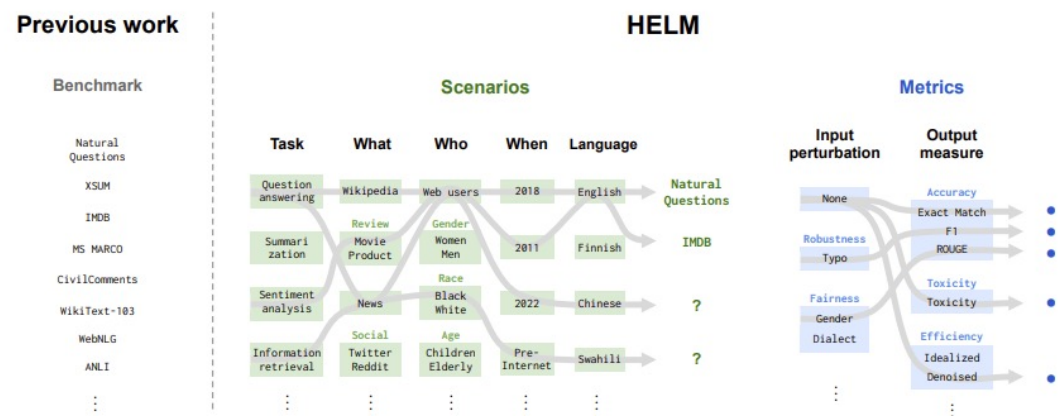 Previous work
HELM
Benchmark
Scenarios
Metrics
Natural
Questions
XSUM
IMDB
MS MARCO
CivilComments
WikiText-103
WebNLG
ANLI
⋮
Task
What
Who
When
Language
Question
answering
Wikipedia
Web users
2018
English
Natural
Questions
Review
Gender
Summari
zation
Movie
Product
Women
Men
2011
Finnish
IMDB
Race
Sentiment
analysis
News
Black
White
2022
Chinese
?
Social
Age
Information
retrieval
Twitter
Reddit
Children
Elderly
Pre-
Internet
Swahili
?
⋮
⋮
⋮
⋮
⋮
Input
perturbation
None
Robustness
Typo
Fairness
Gender
Dialect
⋮
Output
measure
Accuracy
Exact Match
F1
ROUGE
Toxicity
Toxicity
Efficiency
Idealized
Denoised
⋮